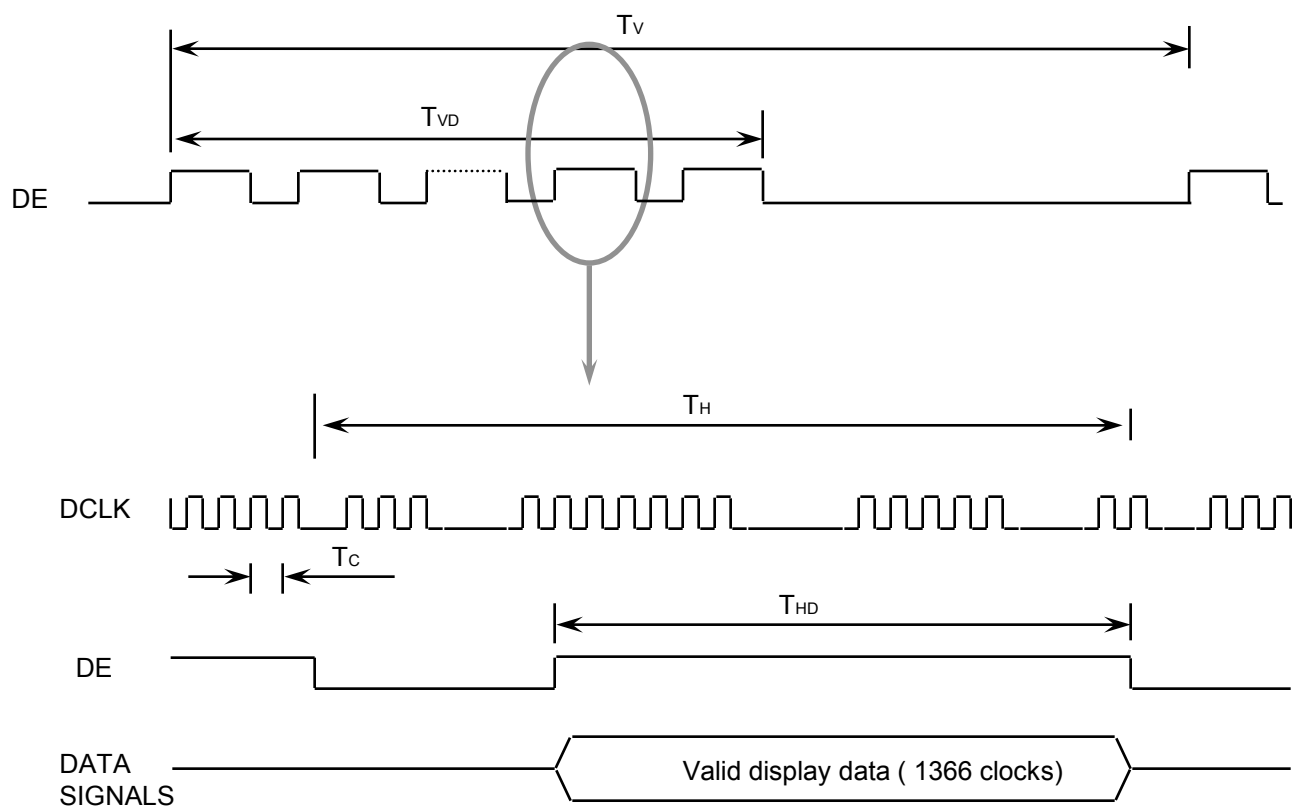 TV
TVD
DE
TH
DCLK
TC
THD
DE
DATA
SIGNALS
Valid display data ( 1366 clocks)